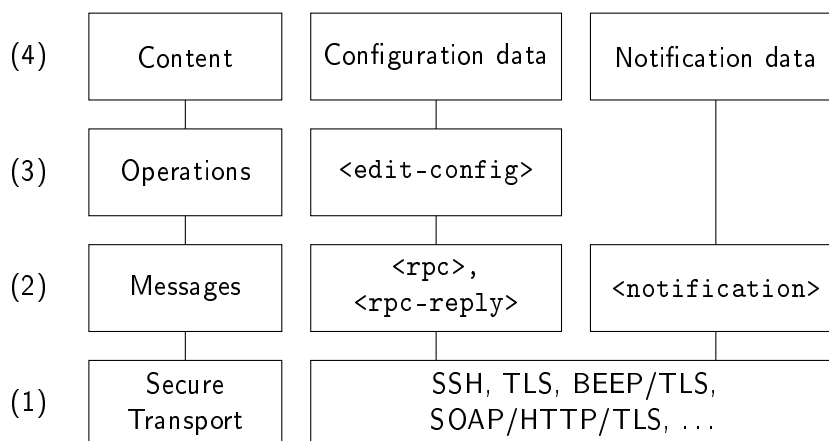 (4) Content Configuration data Notification data
(3) Operations <edit-config>
(2) Messages <rpc>,
<rpc-reply> <notification>
(1) Secure
Transport SSH, TLS, BEEP/TLS,
SOAP/HTTP/TLS, ...